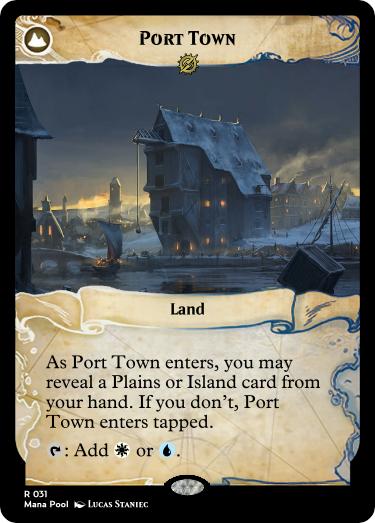 Port Town
Land
As Port Town enters, you may
reveal a Plains or Island card from
your hand. If you don't, Port
Town enters tapped.
: Add or .
R 031
Mana Pool Lucas Staniec